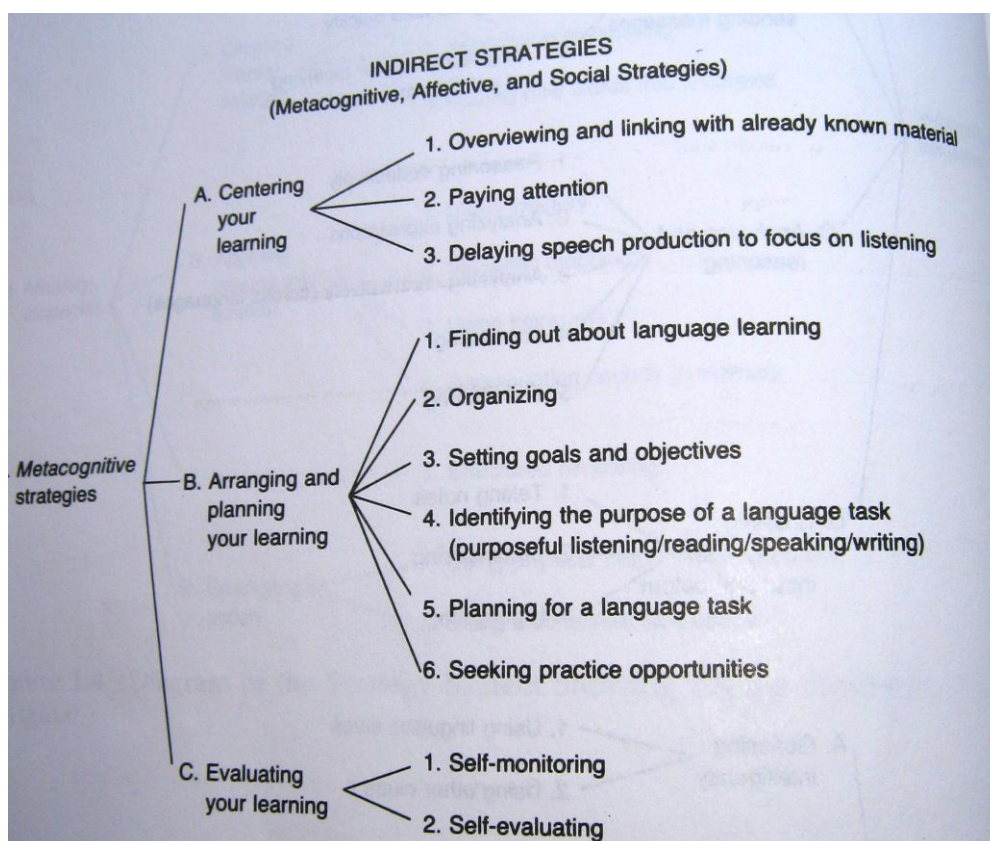 INDIRECT STRATEGIES
(Metacognitive, Affective, and Social Strategies)
1. Overviewing and linking with already known material
A. Centering
your
learning
2. Paying attention
3. Delaying speech production to focus on listening
1. Finding out about language learning
2. Organizing
3. Setting goals and objectives
Metacognitive
strategies
B. Arranging and
planning
your learning
4. Identifying the purpose of a language task
(purposeful listening/reading/speaking/writing)
5. Planning for a language task
6. Seeking practice opportunities
C. Evaluating
your learning
1. Self-monitoring
2. Self-evaluating